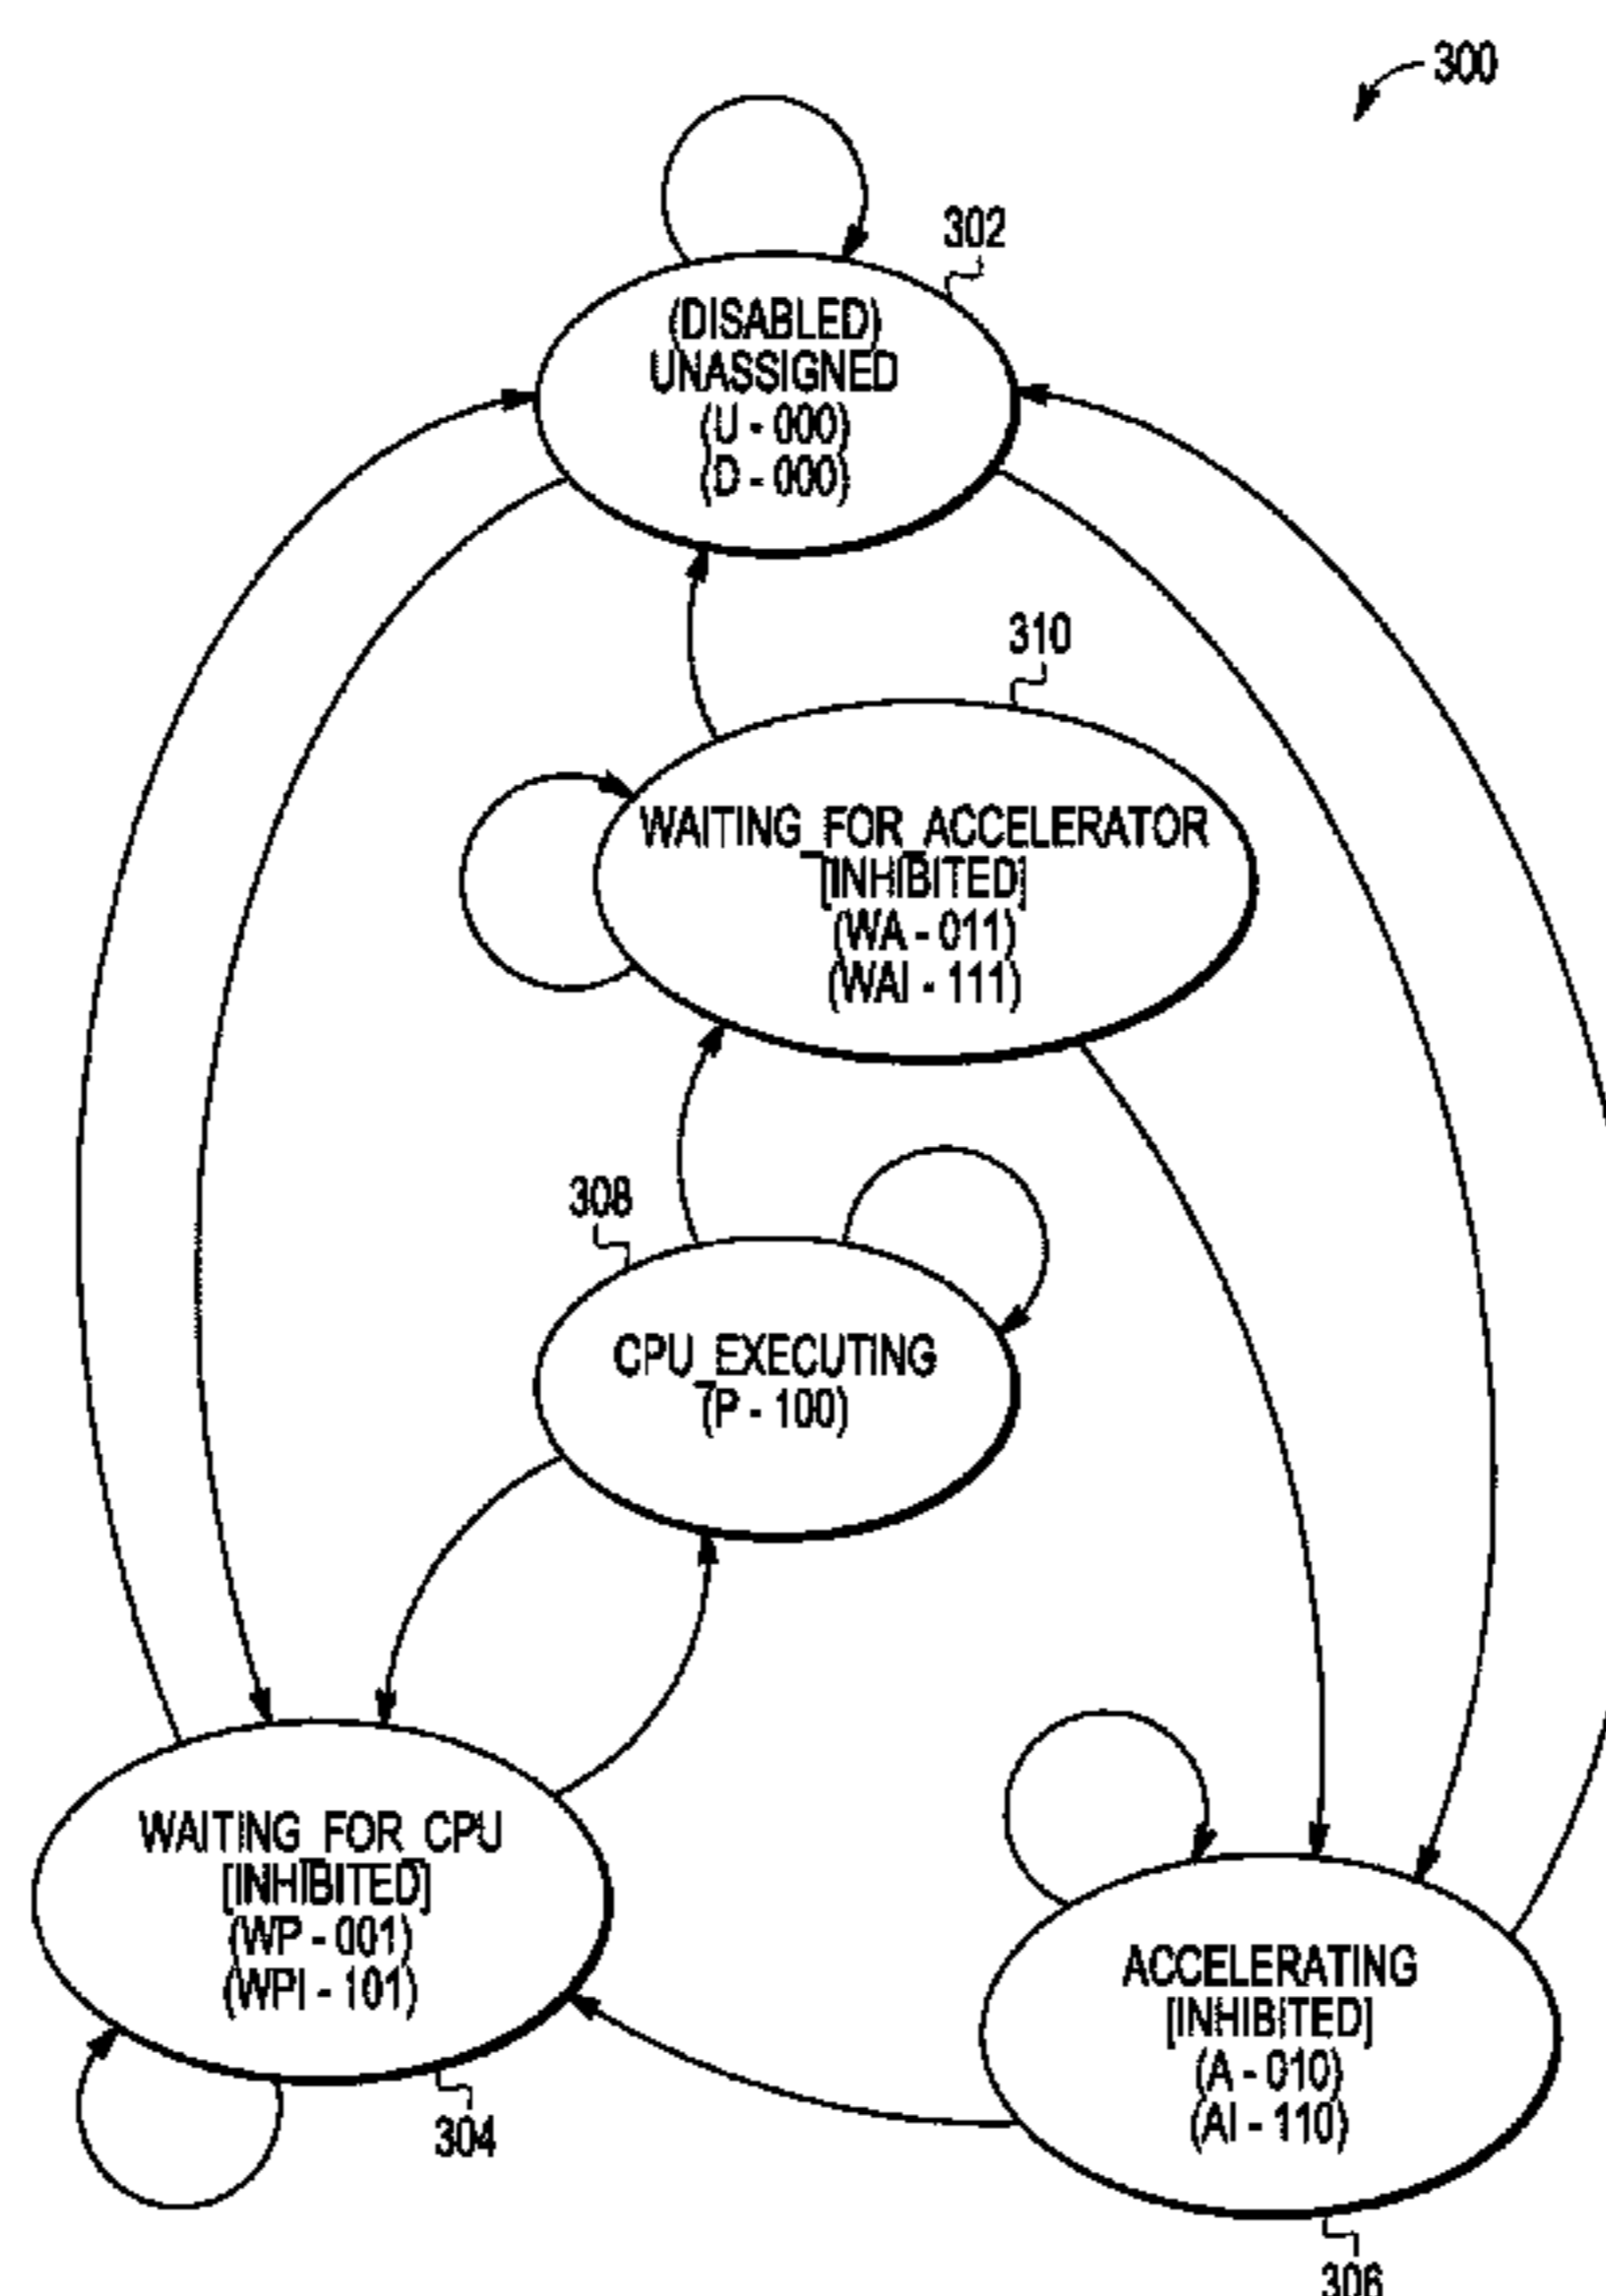 300
302
(DISABLED)
UNASSIGNED
(U - 000)
(D - 000)
310
WAITING_FOR_ACCELERATOR
[INHIBITED]
(WA - 011)
(WAI - 111)
308
CPU_EXECUTING
(P - 100)
WAITING_FOR_CPU
[INHIBITED]
(WP - 001)
(WPI - 101)
304
ACCELERATING
[INHIBITED]
(A - 010)
(AI - 110)
306